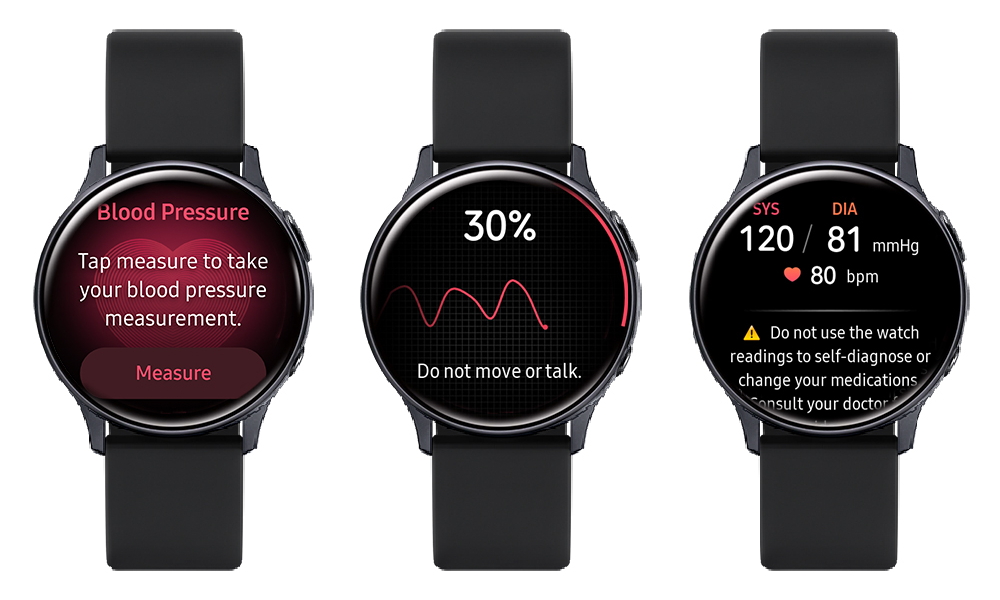 Blood Pressure
Tap measure to take
your blood pressure
measurement.
Measure
30%
Do not move or talk.
SYS DIA
120 / 81 mmHg
80 bpm
Do not use the watch
readings to self-diagnose or
change your medications
Consult your doctor